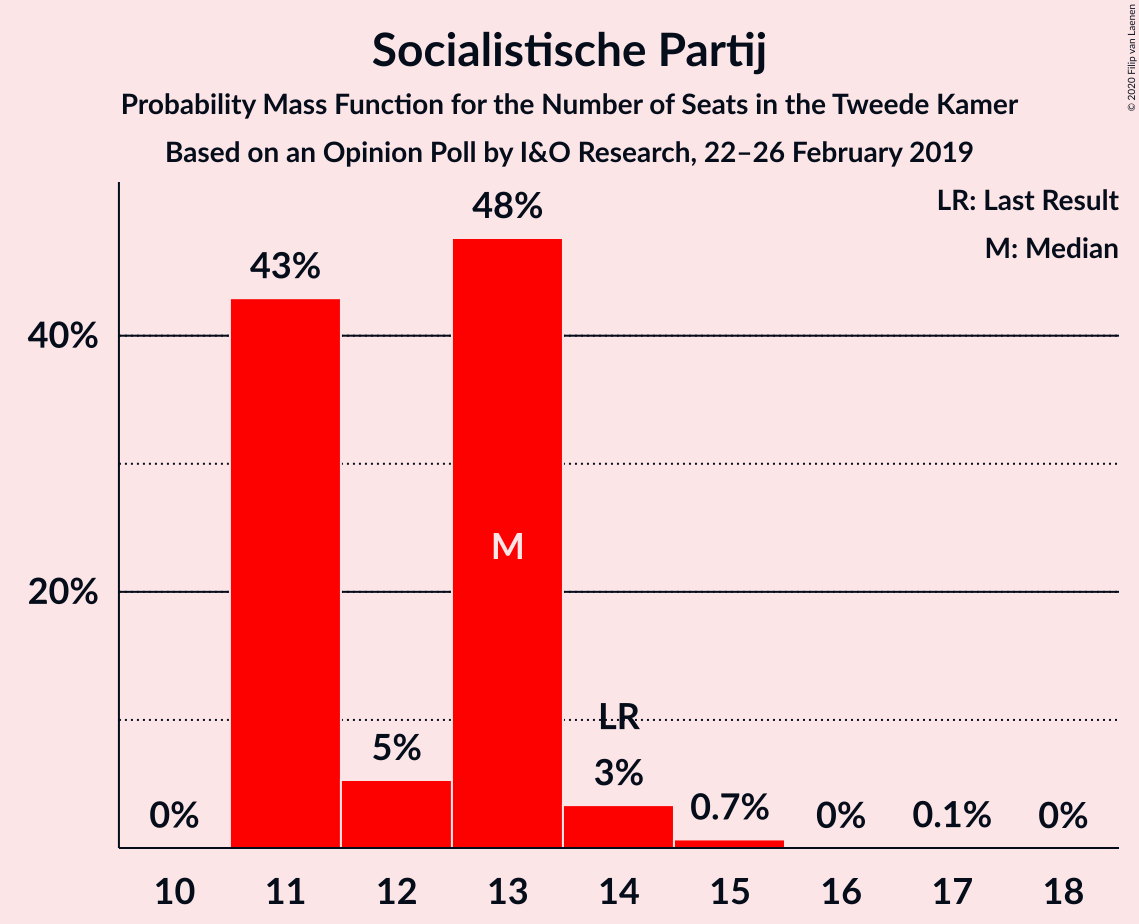 Socialistische Partij
Probability Mass Function for the Number of Seats in the Tweede Kamer
Based on an Opinion Poll by I&O Research, 22–26 February 2019
© 2020 Filip van Laenen
LR: Last Result
M: Median
40%
20%
0%
43%
5%
48%
M
LR
3%
0.7%
0%
0.1%
0%
10 11 12 13 14 15 16 17 18